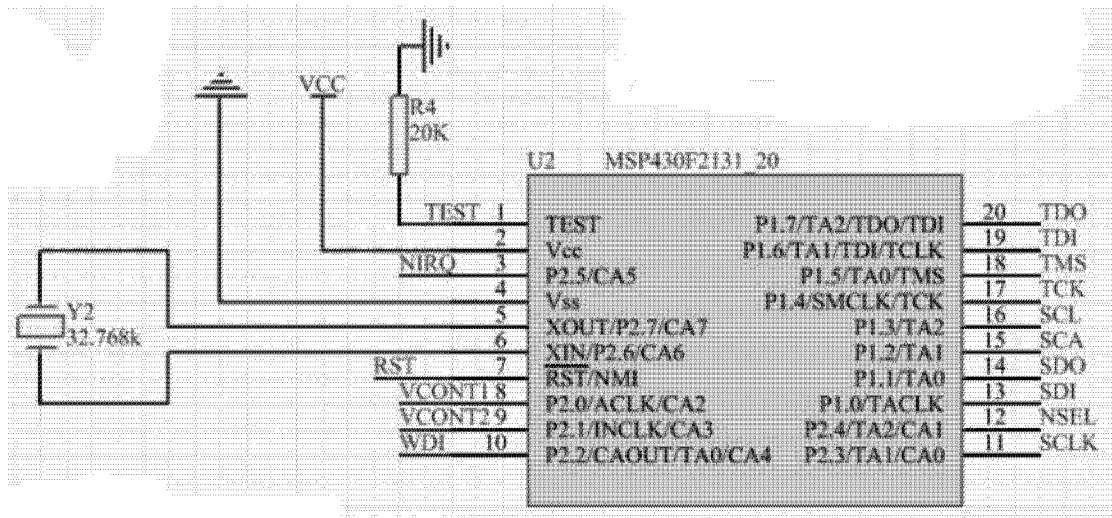 VCC
R4
20K
U2 MSP430F2131_20
TEST 1 TEST P1.7/TA2/TDO/TDI 20 TDO
2 Vcc P1.6/TA1/TDI/TCLK 19 TDI
NIRQ 3 P2.5/CA5 P1.5/TA0/TMS 18 TMS
4 Vss P1.4/SMCLK/TCK 17 TCK
5 XOUT/P2.7/CA7 P1.3/TA2 16 SCL
6 XIN/P2.6/CA6 P1.2/TA1 15 SCA
RST 7 RST/NMI P1.1/TA0 14 SDO
VCONT1 8 P2.0/ACLK/CA2 P1.0/TACLK 13 SDI
VCONT2 9 P2.1/INCLK/CA3 P2.4/TA2/CA1 12 NSEL
WDI 10 P2.2/CAOUT/TA0/CA4 P2.3/TA1/CA0 11 SCLK
Y2
32.768k